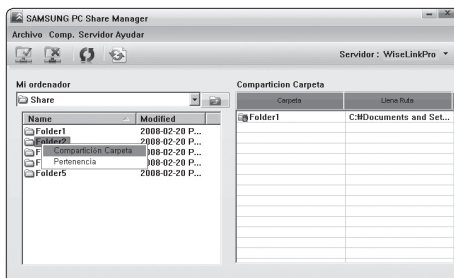 SAMSUNG PC Share Manager
Archivo Comp. Servidor Ayudar
Servidor : WiseLinkPro
Mi ordenador
Share
Name Modified
Folder1 2008-02-20 P...
Folder2 2008-02-20 P...
Compartición Carpeta
F 008-02-20 P...
Pertenencia
F 008-02-20 P...
Folder5 2008-02-20 P...
Comparticion Carpeta
Carpeta Llena Ruta
Folder1 C:\Documents and Set...